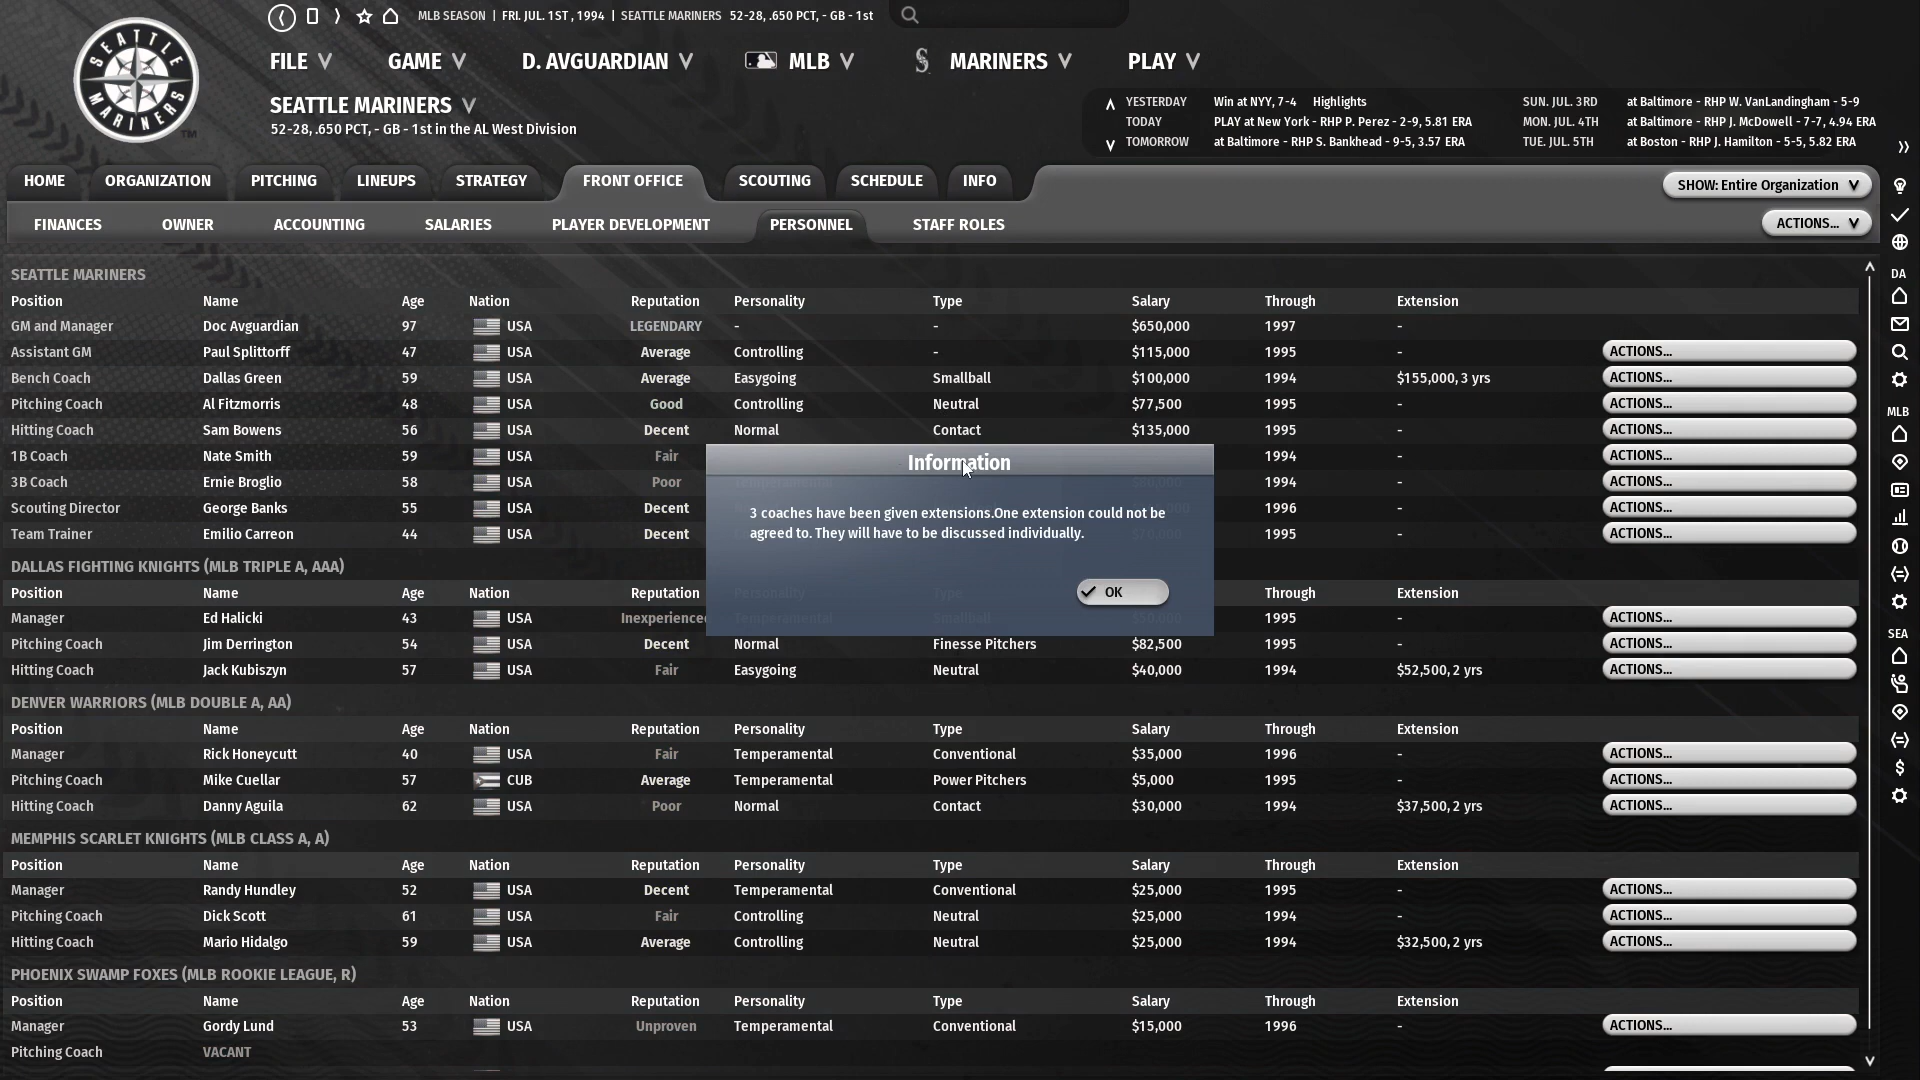 MLB SEASON | FRI. JUL. 1ST , 1994 | SEATTLE MARINERS 52-28, .650 PCT, - GB - 1st
SEATTLE MARINERS TM
FILE GAME D. AVGUARDIAN MLB MARINERS PLAY
SEATTLE MARINERS
52-28, .650 PCT, - GB - 1st in the AL West Division
YESTERDAY Win at NYY, 7-4 Highlights SUN. JUL. 3RD at Baltimore - RHP W. VanLandingham - 5-9
TODAY PLAY at New York - RHP P. Perez - 2-9, 5.81 ERA MON. JUL. 4TH at Baltimore - RHP J. McDowell - 7-7, 4.94 ERA
TOMORROW at Baltimore - RHP S. Bankhead - 9-5, 3.57 ERA TUE. JUL. 5TH at Boston - RHP J. Hamilton - 5-5, 5.82 ERA
HOME ORGANIZATION PITCHING LINEUPS STRATEGY FRONT OFFICE SCOUTING SCHEDULE INFO SHOW: Entire Organization
FINANCES OWNER ACCOUNTING SALARIES PLAYER DEVELOPMENT PERSONNEL STAFF ROLES ACTIONS...
SEATTLE MARINERS
Position Name Age Nation Reputation Personality Type Salary Through Extension
GM and Manager Doc Avguardian 97 USA LEGENDARY - - $650,000 1997 -
Assistant GM Paul Splittorff 47 USA Average Controlling - $115,000 1995 - ACTIONS...
Bench Coach Dallas Green 59 USA Average Easygoing Smallball $100,000 1994 $155,000, 3 yrs ACTIONS...
Pitching Coach Al Fitzmorris 48 USA Good Controlling Neutral $77,500 1995 - ACTIONS...
Hitting Coach Sam Bowens 56 USA Decent Normal Contact $135,000 1995 - ACTIONS...
1B Coach Nate Smith 59 USA Fair 1994 - ACTIONS...
3B Coach Ernie Broglio 58 USA Poor Temperamental 1994 - ACTIONS...
Scouting Director George Banks 55 USA Decent 1996 - ACTIONS...
Team Trainer Emilio Carreon 44 USA Decent 1995 - ACTIONS...
Information
3 coaches have been given extensions.One extension could not be
agreed to. They will have to be discussed individually.
OK
DALLAS FIGHTING KNIGHTS (MLB TRIPLE A, AAA)
Position Name Age Nation Reputation Personality Type Through Extension
Manager Ed Halicki 43 USA Inexperienced Temperamental Smallball 1995 - ACTIONS...
Pitching Coach Jim Derrington 54 USA Decent Normal Finesse Pitchers $82,500 1995 - ACTIONS...
Hitting Coach Jack Kubiszyn 57 USA Fair Easygoing Neutral $40,000 1994 $52,500, 2 yrs ACTIONS...
DENVER WARRIORS (MLB DOUBLE A, AA)
Position Name Age Nation Reputation Personality Type Salary Through Extension
Manager Rick Honeycutt 40 USA Fair Temperamental Conventional $35,000 1996 - ACTIONS...
Pitching Coach Mike Cuellar 57 CUB Average Temperamental Power Pitchers $5,000 1995 - ACTIONS...
Hitting Coach Danny Aguila 62 USA Poor Normal Contact $30,000 1994 $37,500, 2 yrs ACTIONS...
MEMPHIS SCARLET KNIGHTS (MLB CLASS A, A)
Position Name Age Nation Reputation Personality Type Salary Through Extension
Manager Randy Hundley 52 USA Decent Temperamental Conventional $25,000 1995 - ACTIONS...
Pitching Coach Dick Scott 61 USA Fair Controlling Neutral $25,000 1994 - ACTIONS...
Hitting Coach Mario Hidalgo 59 USA Average Controlling Neutral $25,000 1994 $32,500, 2 yrs ACTIONS...
PHOENIX SWAMP FOXES (MLB ROOKIE LEAGUE, R)
Position Name Age Nation Reputation Personality Type Salary Through Extension
Manager Gordy Lund 53 USA Unproven Temperamental Conventional $15,000 1996 - ACTIONS...
Pitching Coach VACANT
DA
MLB
SEA